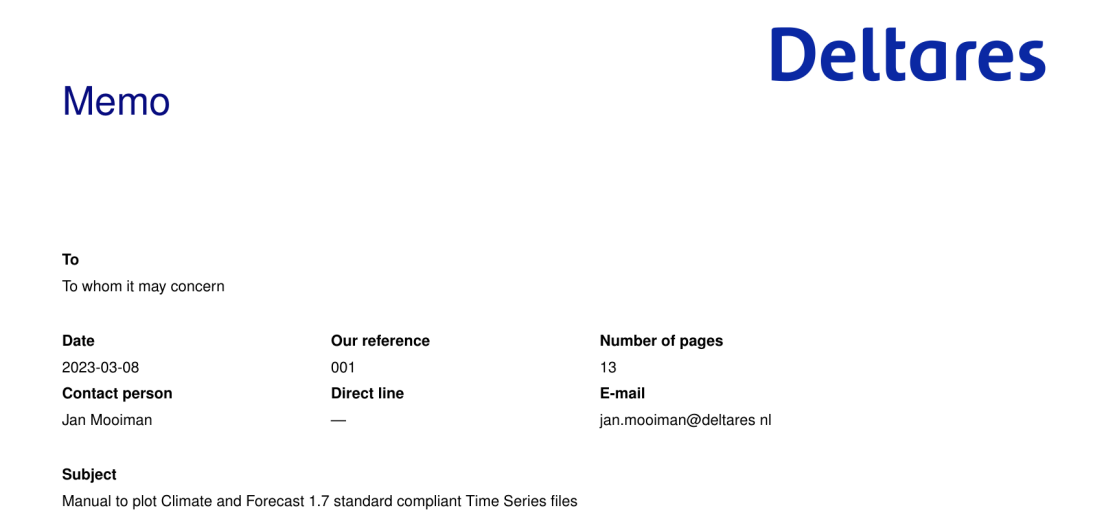 Deltares
Memo
To
To whom it may concern
Date Our reference Number of pages
2023-03-08 001 13
Contact person Direct line E-mail
Jan Mooiman — jan.mooiman@deltares nl
Subject
Manual to plot Climate and Forecast 1.7 standard compliant Time Series files